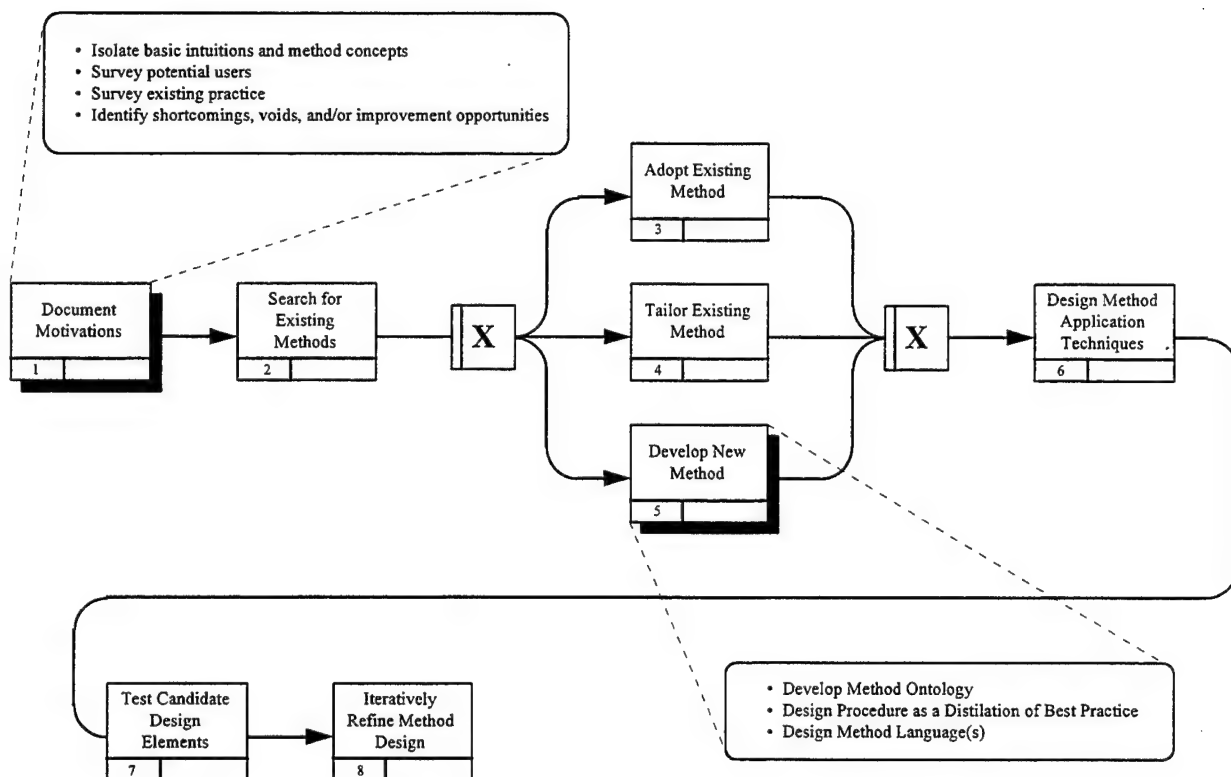 • Isolate basic intuitions and method concepts
• Survey potential users
• Survey existing practice
• Identify shortcomings, voids, and/or improvement opportunities
Adopt Existing
Method
3
Document
Motivations
1
Search for
Existing
Methods
2
X
Tailor Existing
Method
4
X
Design Method
Application
Techniques
6
Develop New
Method
5
Test Candidate
Design
Elements
7
Iteratively
Refine Method
Design
8
• Develop Method Ontology
• Design Procedure as a Distilation of Best Practice
• Design Method Language(s)